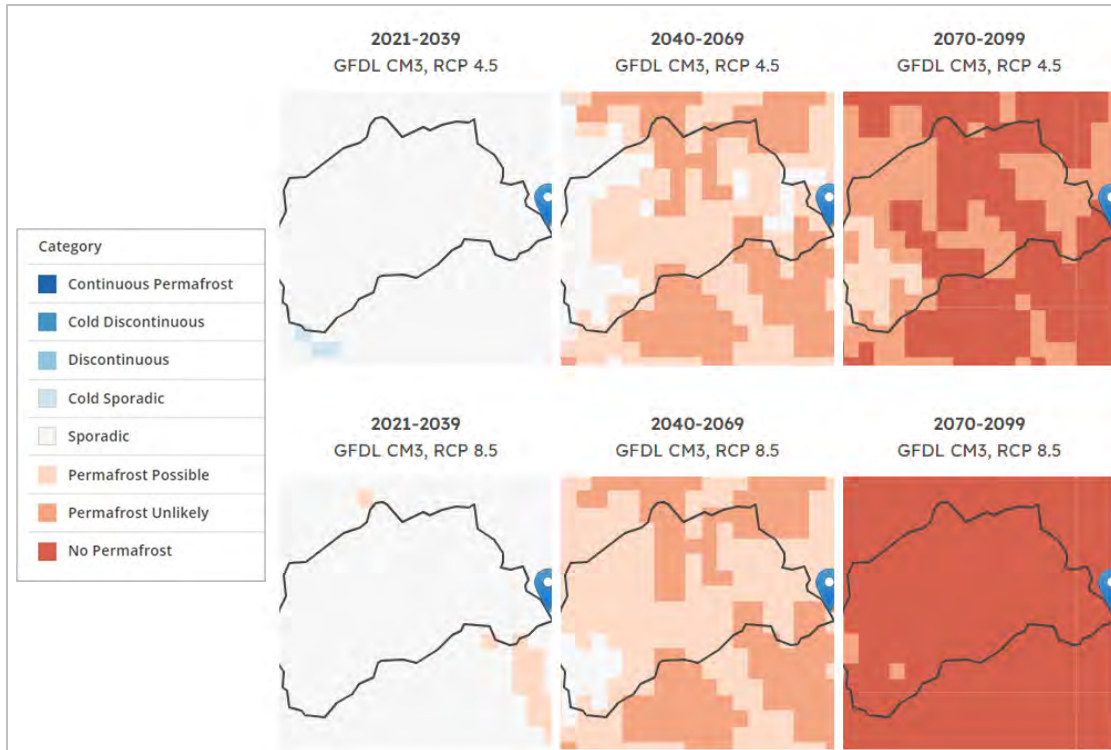 2021-2039
GFDL CM3, RCP 4.5
2040-2069
GFDL CM3, RCP 4.5
2070-2099
GFDL CM3, RCP 4.5
Category
Continuous Permafrost
Cold Discontinuous
Discontinuous
Cold Sporadic
Sporadic
Permafrost Possible
Permafrost Unlikely
No Permafrost
2021-2039
GFDL CM3, RCP 8.5
2040-2069
GFDL CM3, RCP 8.5
2070-2099
GFDL CM3, RCP 8.5